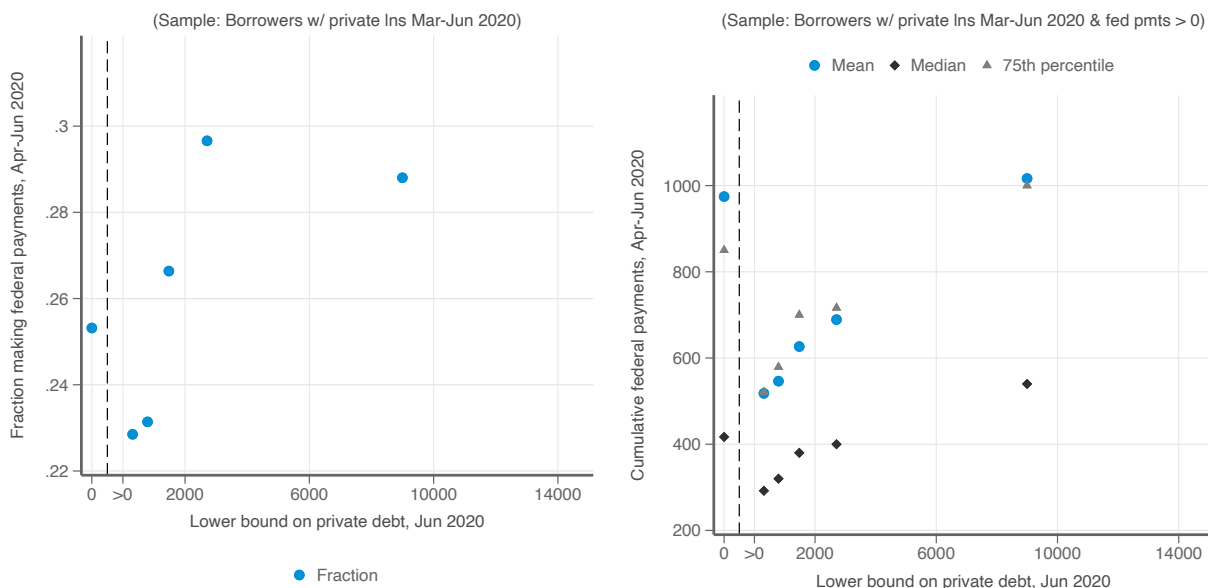 (Sample: Borrowers w/ private lns Mar-Jun 2020)
Fraction making federal payments, Apr-Jun 2020
.3
.28
.26
.24
.22
0 >0 2000 6000 10000 14000
Lower bound on private debt, Jun 2020
Fraction
(Sample: Borrowers w/ private lns Mar-Jun 2020 & fed pmts > 0)
Mean Median 75th percentile
Cumulative federal payments, Apr-Jun 2020
1000
800
600
400
200
0 >0 2000 6000 10000 14000
Lower bound on private debt, Jun 2020